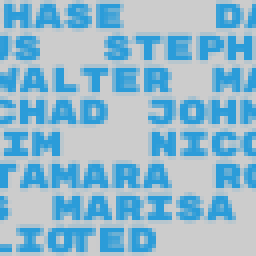 HASE DA
US STEPH
WALTER MA
CHAD JOHN
IM NICO
TAMARA RO
S MARISA
LIOTED